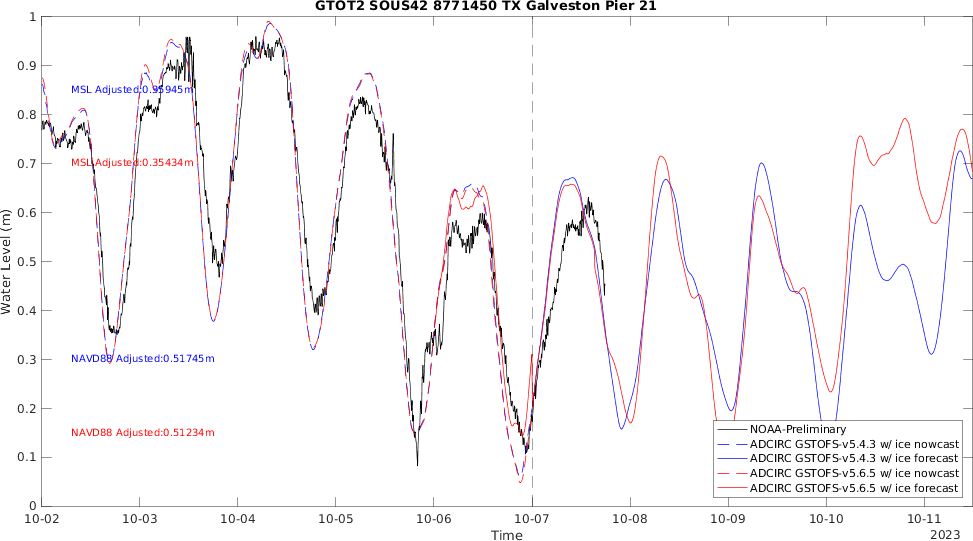 GTOT2 SOUS42 8771450 TX Galveston Pier 21
1
0.9
0.8
0.7
0.6
0.5
0.4
0.3
0.2
0.1
0
Water Level (m)
MSL Adjusted:0.35945m
MSL Adjusted:0.35434m
NAVD88 Adjusted:0.51745m
NAVD88 Adjusted:0.51234m
NOAA-Preliminary
ADCIRC GSTOFS-v5.4.3 w/ ice nowcast
ADCIRC GSTOFS-v5.4.3 w/ ice forecast
ADCIRC GSTOFS-v5.6.5 w/ ice nowcast
ADCIRC GSTOFS-v5.6.5 w/ ice forecast
10-02 10-03 10-04 10-05 10-06 10-07 10-08 10-09 10-10 10-11
Time
2023